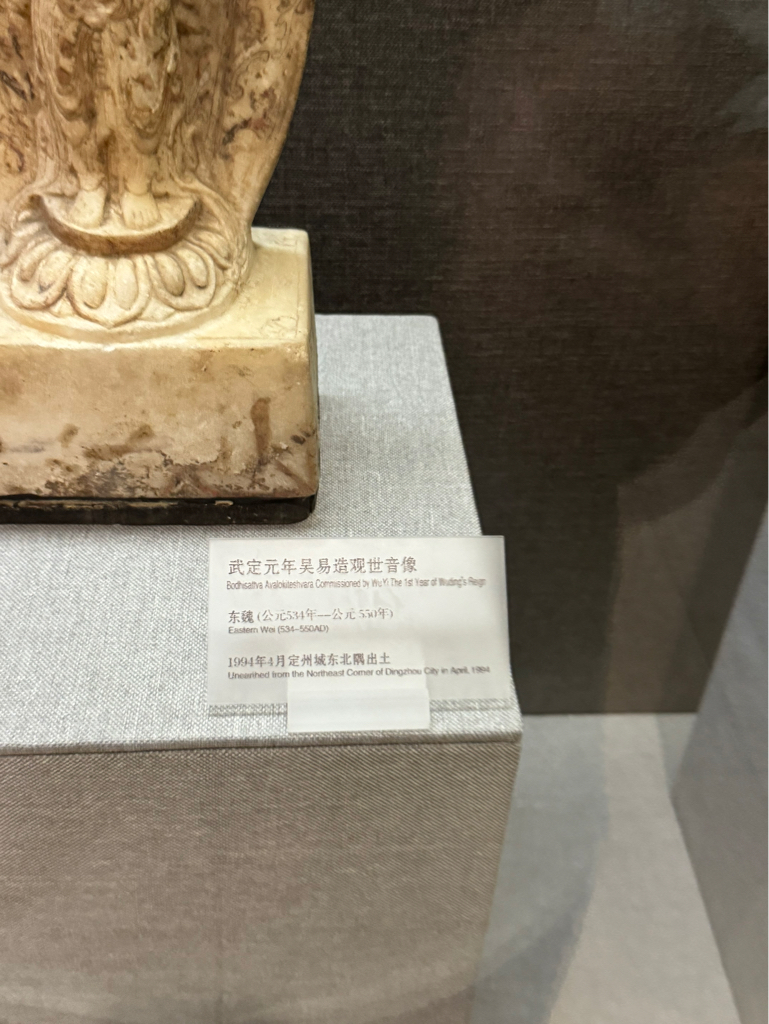 武定元年吴易造观世音像
Bodhisattva Avalokiteshvara Commissioned by Wu Yi The 1st Year of Wuding's Reign
东魏(公元534年—公元550年)
Eastern Wei (534–550AD)
1994年4月定州城东北隅出土
Unearthed from the Northeast Corner of Dingzhou City in April, 1994